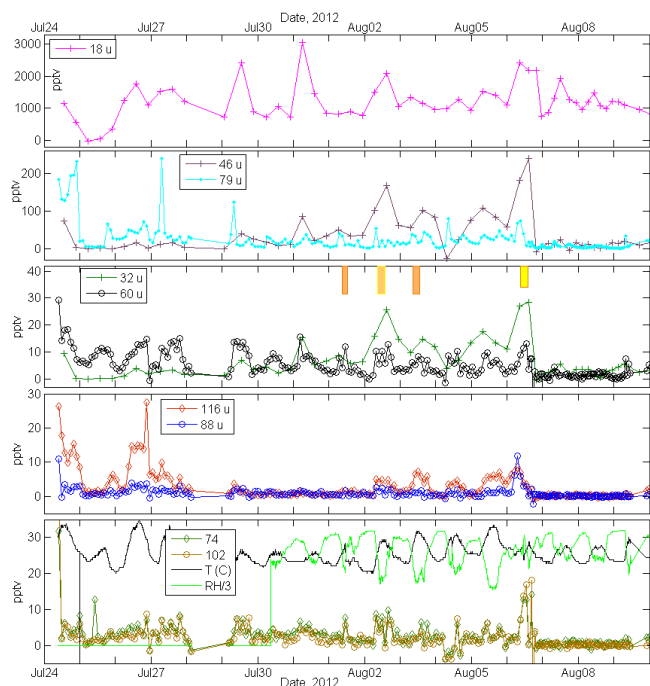 Date, 2012
Jul24 Jul27 Jul30 Aug02 Aug05 Aug08
3000
2000
1000
0
pptv
18 u
200
100
0
pptv
46 u
79 u
40
30
20
10
0
pptv
32 u
60 u
30
20
10
0
pptv
116 u
88 u
30
20
10
0
74
102
T (C)
RH/3
Jul24 Jul27 Jul30 Aug02 Aug05 Aug08
Date, 2012